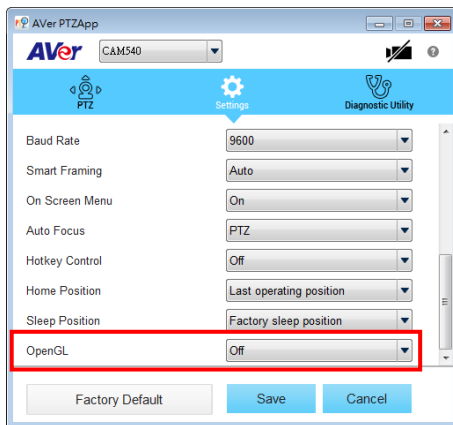 AVer PTZApp
AVer CAM540
PTZ Settings Diagnostic Utility
Baud Rate 9600
Smart Framing Auto
On Screen Menu On
Auto Focus PTZ
Hotkey Control Off
Home Position Last operating position
Sleep Position Factory sleep position
OpenGL Off
Factory Default Save Cancel